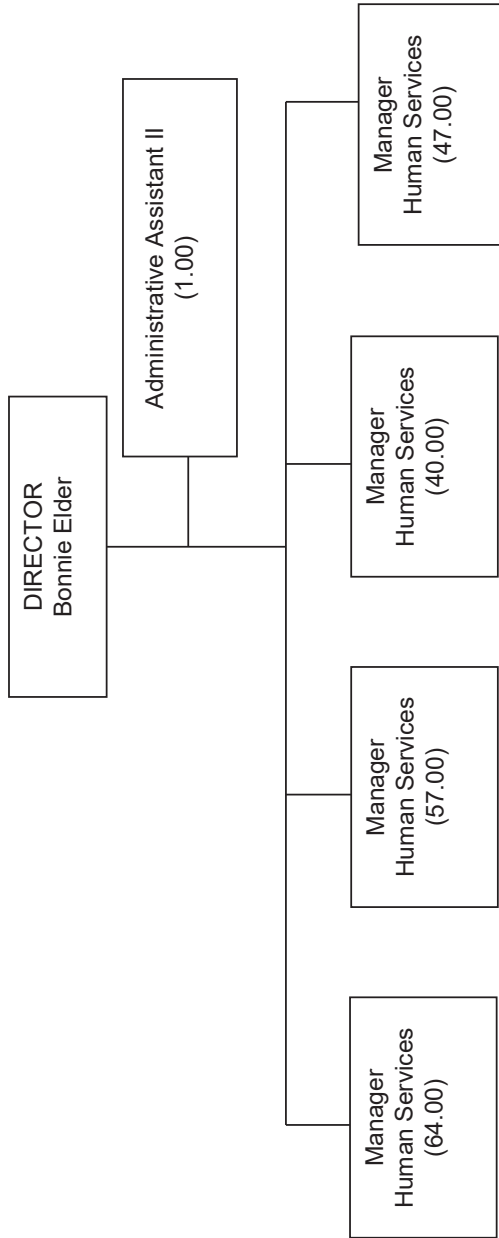 DIRECTOR
Bonnie Elder
Administrative Assistant II
(1.00)
Manager
Human Services
(64.00)
Manager
Human Services
(57.00)
Manager
Human Services
(40.00)
Manager
Human Services
(47.00)